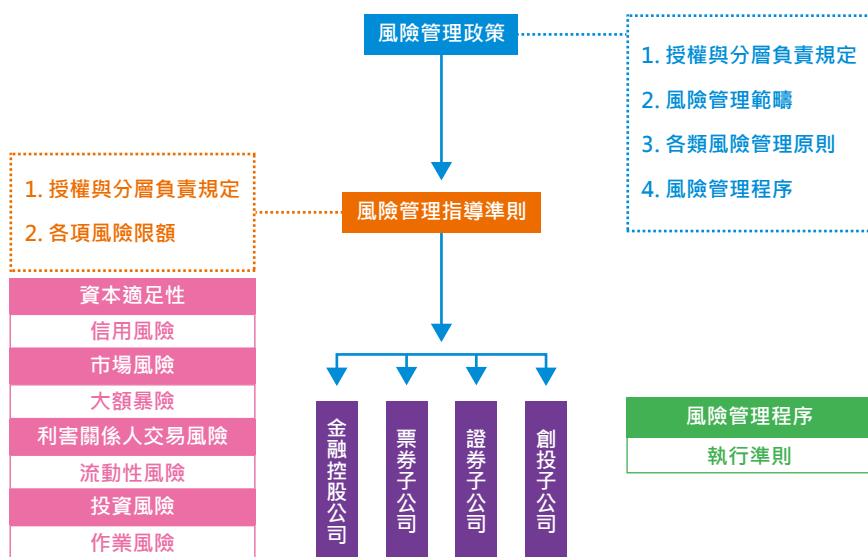 風險管理政策
1. 授權與分層負責規定
2. 風險管理範疇
3. 各類風險管理原則
4. 風險管理程序
1. 授權與分層負責規定
2. 各項風險限額
風險管理指導準則
資本適足性
信用風險
市場風險
大額暴險
利害關係人交易風險
流動性風險
投資風險
作業風險
金融控股公司
票券子公司
證券子公司
創投子公司
風險管理程序
執行準則